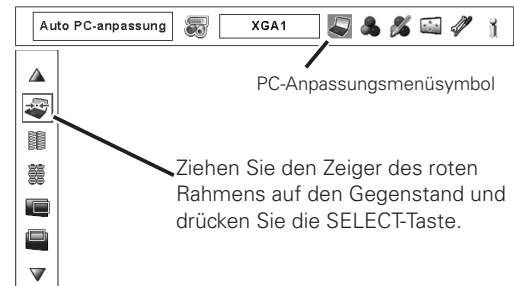 Auto PC-anpassung XGA1
PC-Anpassungsmenüsymbol
Ziehen Sie den Zeiger des roten
Rahmens auf den Gegenstand und
drücken Sie die SELECT-Taste.